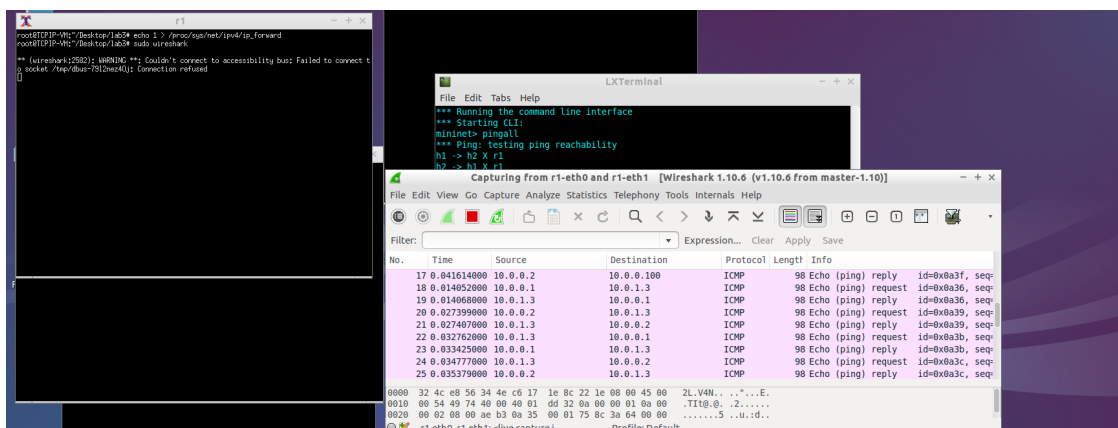 r1
root@TCPIP-VM:~/Desktop/lab3# echo 1 > /proc/sys/net/ipv4/ip_forward
root@TCPIP-VM:~/Desktop/lab3# sudo wireshark
** (wireshark:2582): WARNING **: Couldn't connect to accessibility bus: Failed to connect t
o socket /tmp/dbus-79l2nez4Oj: Connection refused
LXTerminal
File Edit Tabs Help
*** Running the command line interface
*** Starting CLI:
mininet> pingall
*** Ping: testing ping reachability
h1 -> h2 X r1
h2 -> h1 X r1
Capturing from r1-eth0 and r1-eth1 [Wireshark 1.10.6 (v1.10.6 from master-1.10)]
File Edit View Go Capture Analyze Statistics Telephony Tools Internals Help
Filter: Expression... Clear Apply Save
No. Time Source Destination Protocol Length Info
17 0.041614000 10.0.0.2 10.0.0.100 ICMP 98 Echo (ping) reply id=0x0a3f, seq=
18 0.014052000 10.0.0.1 10.0.1.3 ICMP 98 Echo (ping) request id=0x0a36, seq=
19 0.014068000 10.0.1.3 10.0.0.1 ICMP 98 Echo (ping) reply id=0x0a36, seq=
20 0.027399000 10.0.0.2 10.0.1.3 ICMP 98 Echo (ping) request id=0x0a39, seq=
21 0.027407000 10.0.1.3 10.0.0.2 ICMP 98 Echo (ping) reply id=0x0a39, seq=
22 0.032762000 10.0.1.3 10.0.0.1 ICMP 98 Echo (ping) request id=0x0a3b, seq=
23 0.033425000 10.0.0.1 10.0.1.3 ICMP 98 Echo (ping) reply id=0x0a3b, seq=
24 0.034777000 10.0.1.3 10.0.0.2 ICMP 98 Echo (ping) request id=0x0a3c, seq=
25 0.035379000 10.0.0.2 10.0.1.3 ICMP 98 Echo (ping) reply id=0x0a3c, seq=
0000 32 4c e8 56 34 4e c6 17 1e 8c 22 1e 08 00 45 00 2L.V4N.. .."...E.
0010 00 54 49 74 40 00 40 01 dd 32 0a 00 00 01 0a 00 .TIt@.@. .2......
0020 00 02 08 00 ae b3 0a 35 00 01 75 8c 3a 64 00 00 .......5 ..u.:d..
r1-eth0, r1-eth1: <live capture i Profile: Default